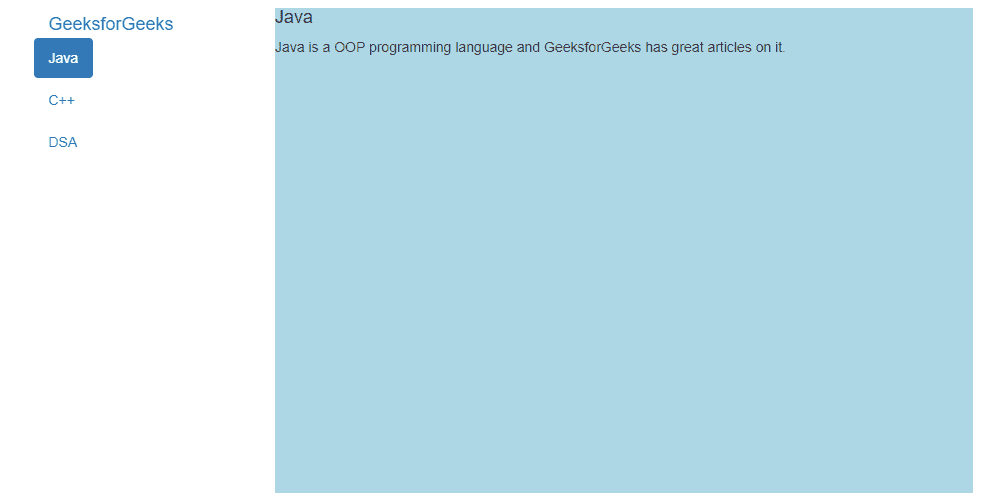 GeeksforGeeks
Java
C++
DSA
Java
Java is a OOP programming language and GeeksforGeeks has great articles on it.